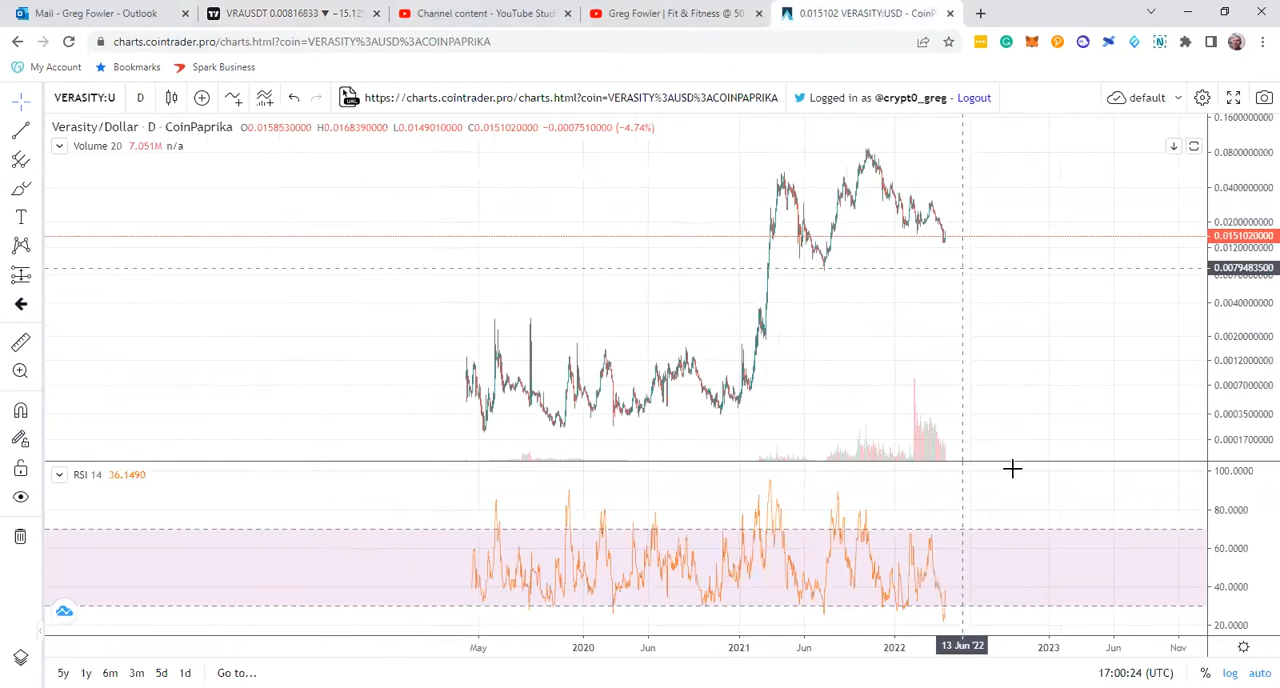 Mail - Greg Fowler - Outlook
VRAUSDT 0.00816833 ▼ -15.12%
Channel content - YouTube Stud
Greg Fowler | Fit & Fitness @ 50
0.015102 VERASITY:USD - CoinP
charts.cointrader.pro/charts.html?coin=VERASITY%3AUSD%3ACOINPAPRIKA
My Account
Bookmarks
Spark Business
VERASITY:U
D
URL
https://charts.cointrader.pro/charts.html?coin=VERASITY%3AUSD%3ACOINPAPRIKA
Logged in as @crypt0_greg - Logout
default
Verasity/Dollar · D · CoinPaprika O0.0158530000 H0.0168390000 L0.0149010000 C0.0151020000 −0.0007510000 (−4.74%)
Volume 20 7.051M n/a
0.1600000000
0.0800000000
0.0400000000
0.0200000000
0.0151020000
0.0120000000
0.0079483500
0.0040000000
0.0020000000
0.0012000000
0.0007000000
0.0003500000
0.0001700000
RSI 14 36.1490
100.0000
80.0000
60.0000
40.0000
20.0000
May 2020 Jun 2021 Jun 2022 13 Jun '22 2023 Jun Nov
5y 1y 6m 3m 5d 1d Go to... 17:00:24 (UTC) % log auto